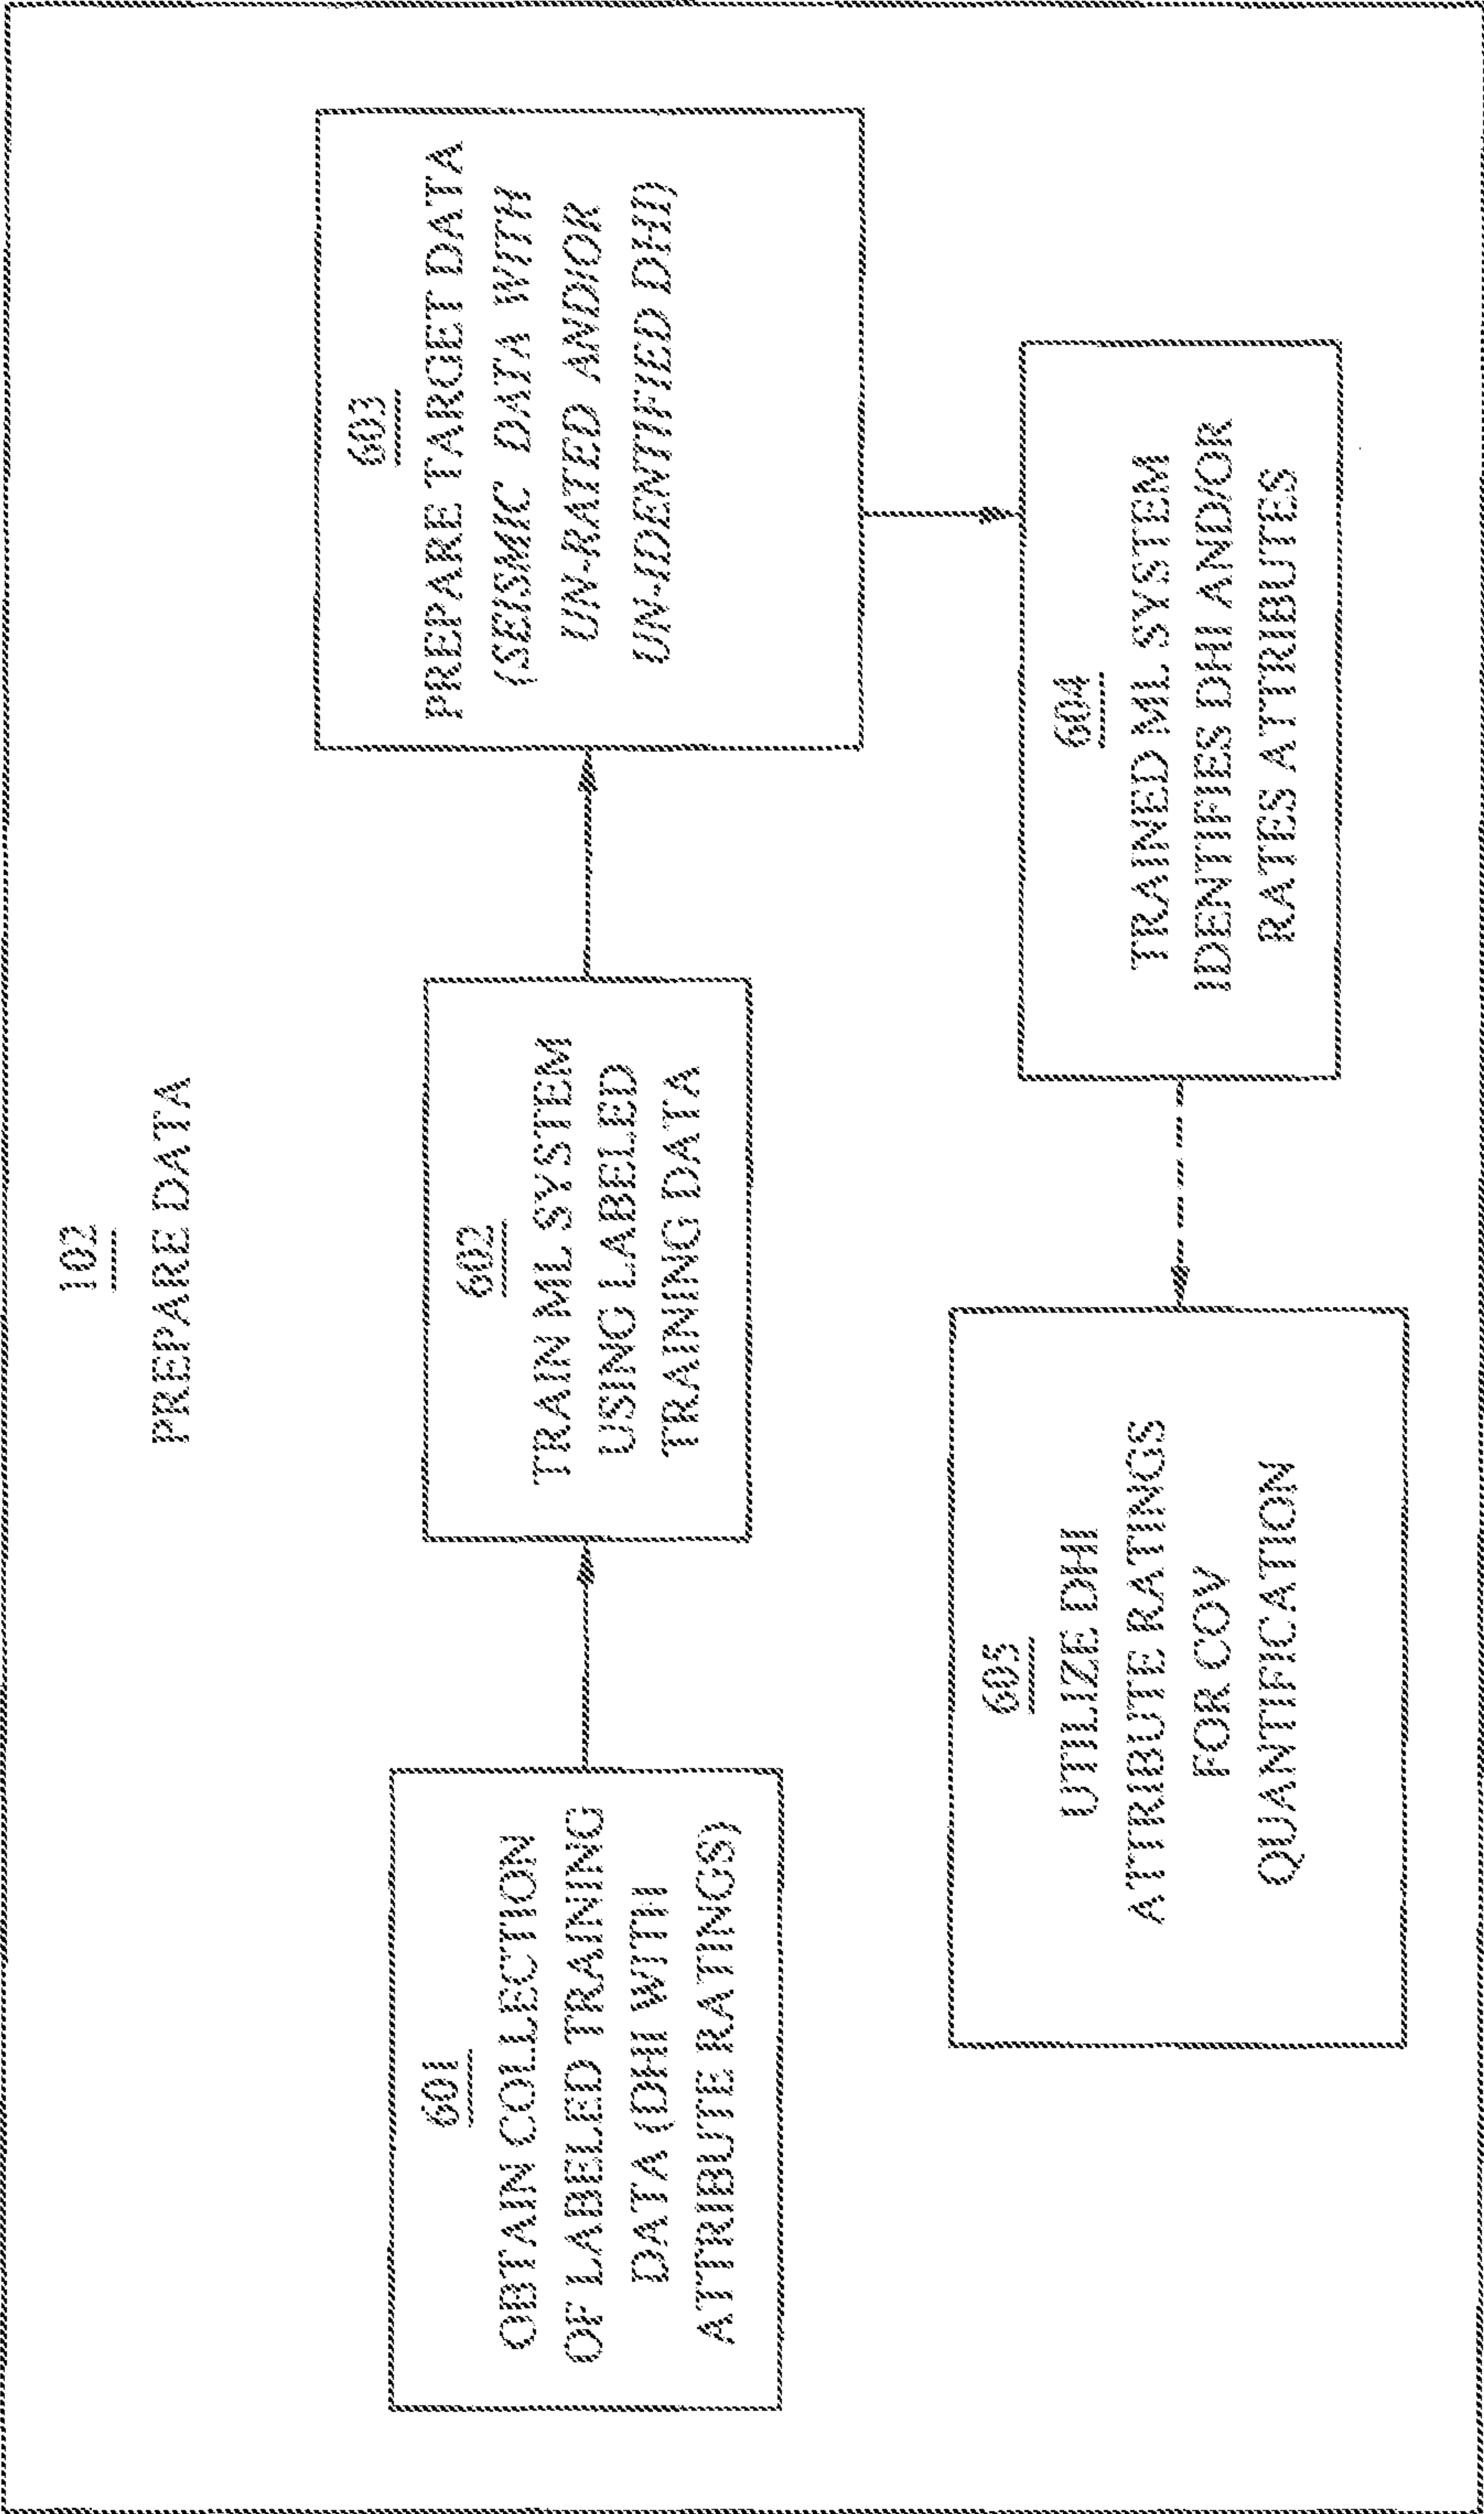 102
PREPARE DATA
601
OBTAIN COLLECTION
OF LABELED TRAINING
DATA (DHI WITH
ATTRIBUTE RATINGS)
602
TRAIN ML SYSTEM
USING LABELED
TRAINING DATA
603
PREPARE TARGET DATA
(SEISMIC DATA WITH
UN-RATED AND/OR
UN-IDENTIFIED DHI)
604
TRAINED ML SYSTEM
IDENTIFIES DHI AND/OR
RATES ATTRIBUTES
605
UTILIZE DHI
ATTRIBUTE RATINGS
FOR COV
QUANTIFICATION